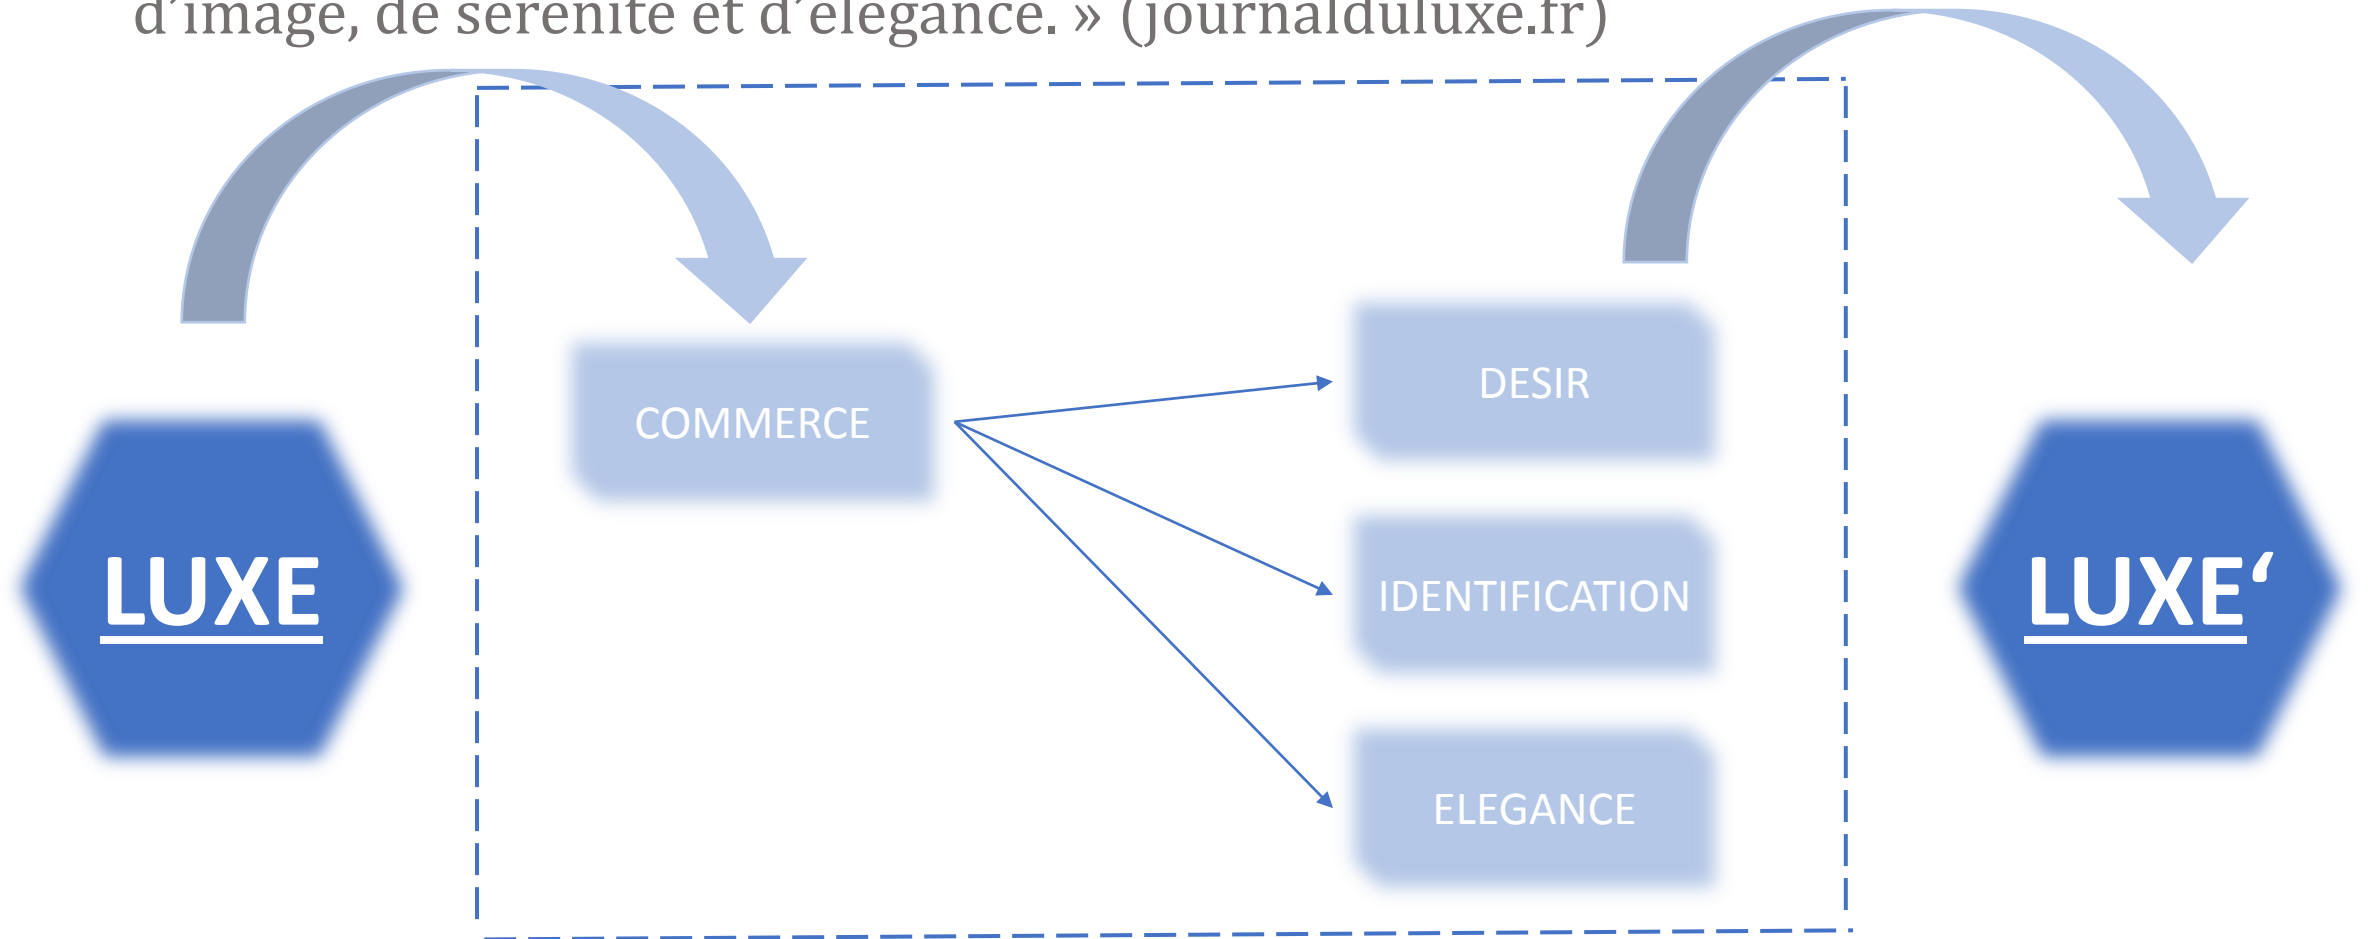 d’image, de sérénité et d’élégance. » (journalduluxe.fr)
COMMERCE
DESIR
LUXE
IDENTIFICATION
LUXE‘
ELEGANCE